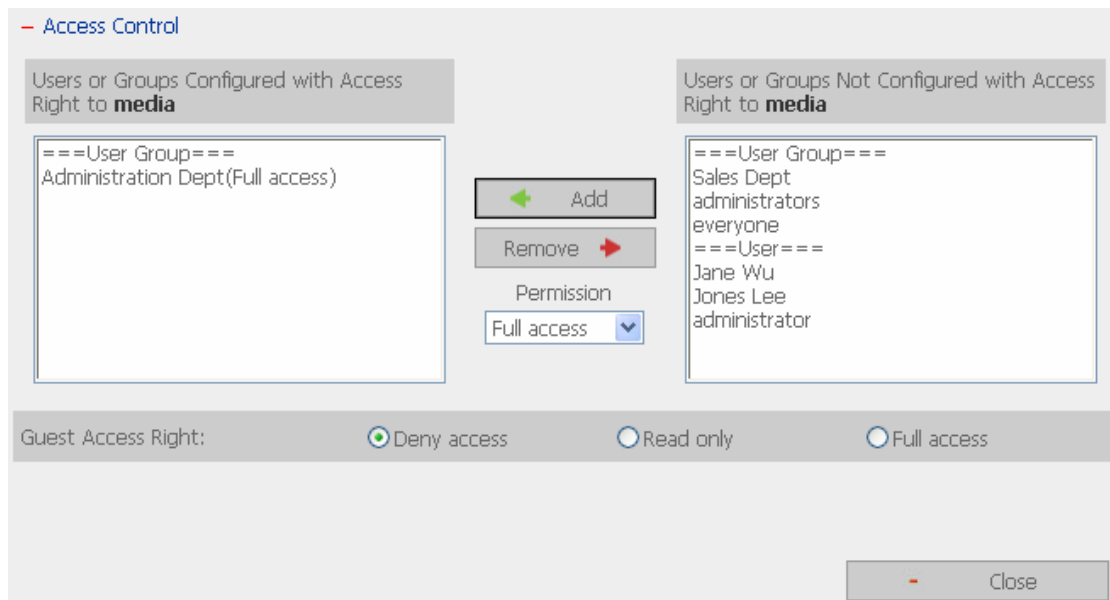 – Access Control
Users or Groups Configured with Access
Right to media
===User Group===
Administration Dept(Full access)
Add
Remove
Permission
Full access
Users or Groups Not Configured with Access
Right to media
===User Group===
Sales Dept
administrators
everyone
===User===
Jane Wu
Jones Lee
administrator
Guest Access Right: Deny access Read only Full access
- Close